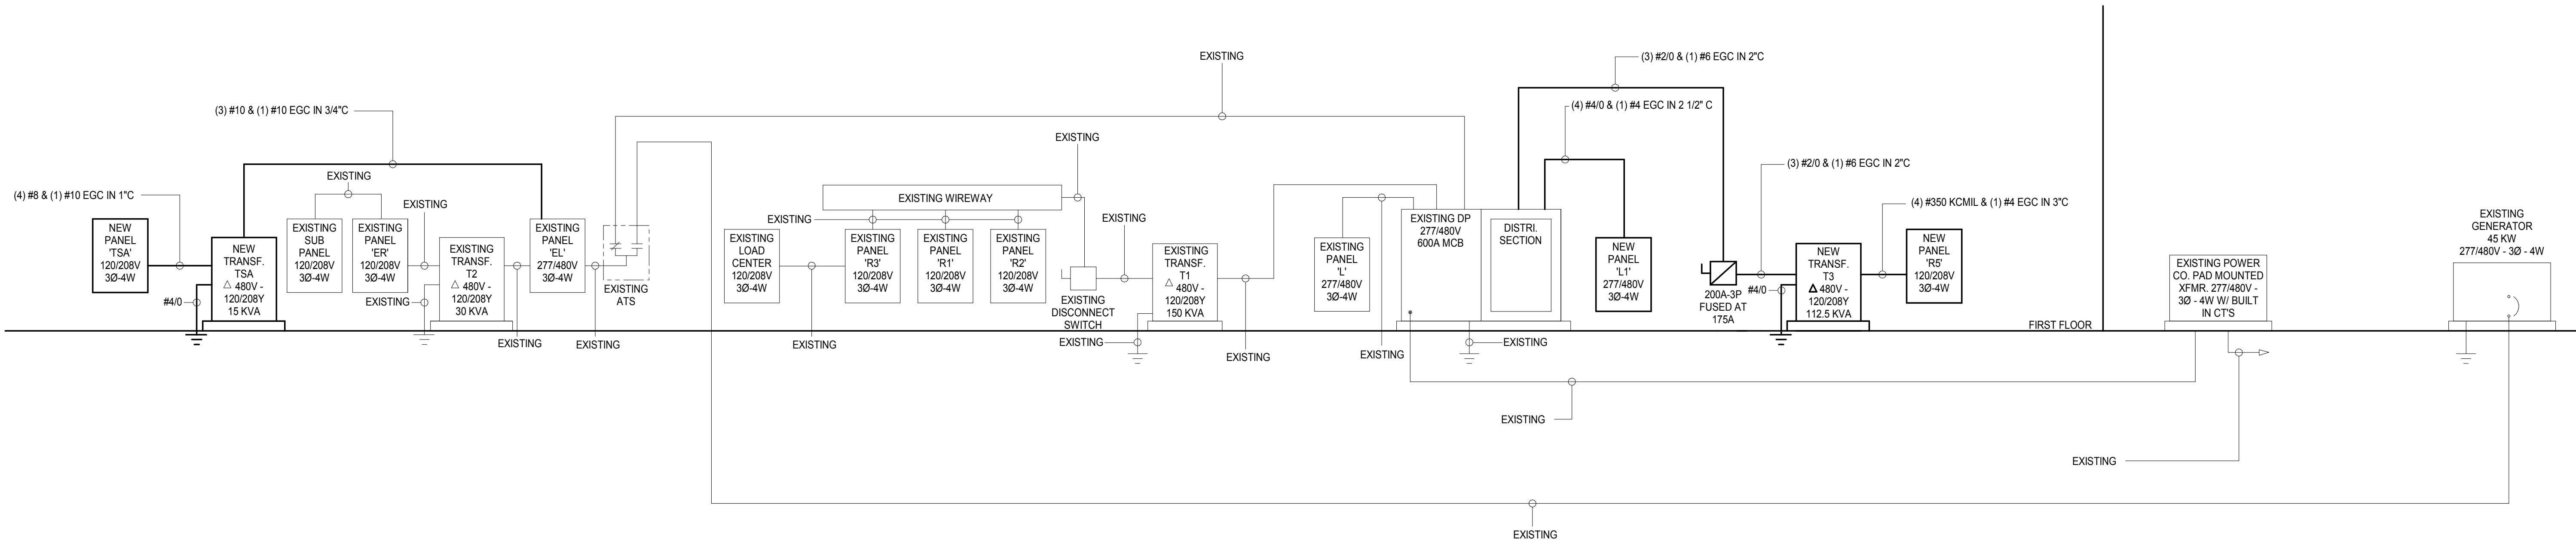 (3) #10 & (1) #10 EGC IN 3/4"C
(4) #8 & (1) #10 EGC IN 1"C
NEW
PANEL
'TSA'
120/208V
3Ø-4W
#4/0
NEW
TRANSF.
TSA
△ 480V -
120/208Y
15 KVA
EXISTING
EXISTING
SUB
PANEL
120/208V
3Ø-4W
EXISTING
PANEL
'ER'
120/208V
3Ø-4W
EXISTING
EXISTING
EXISTING
TRANSF.
T2
△ 480V -
120/208Y
30 KVA
EXISTING
EXISTING
PANEL
'EL'
277/480V
3Ø-4W
EXISTING
EXISTING
ATS
EXISTING
EXISTING
LOAD
CENTER
120/208V
3Ø-4W
EXISTING
EXISTING WIREWAY
EXISTING
EXISTING
PANEL
'R3'
120/208V
3Ø-4W
EXISTING
PANEL
'R1'
120/208V
3Ø-4W
EXISTING
PANEL
'R2'
120/208V
3Ø-4W
EXISTING
EXISTING
DISCONNECT
SWITCH
EXISTING
EXISTING
EXISTING
TRANSF.
T1
△ 480V -
120/208Y
150 KVA
EXISTING
EXISTING
PANEL
'L'
277/480V
3Ø-4W
EXISTING
EXISTING DP
277/480V
600A MCB
DISTRI.
SECTION
EXISTING
(3) #2/0 & (1) #6 EGC IN 2"C
(4) #4/0 & (1) #4 EGC IN 2 1/2" C
NEW
PANEL
'L1'
277/480V
3Ø-4W
200A-3P
FUSED AT
175A
(3) #2/0 & (1) #6 EGC IN 2"C
#4/0
NEW
TRANSF.
T3
△ 480V -
120/208Y
112.5 KVA
(4) #350 KCMIL & (1) #4 EGC IN 3"C
NEW
PANEL
'R5'
120/208V
3Ø-4W
FIRST FLOOR
EXISTING POWER
CO. PAD MOUNTED
XFMR. 277/480V -
3Ø - 4W W/ BUILT
IN CT'S
EXISTING
GENERATOR
45 KW
277/480V - 3Ø - 4W
EXISTING
EXISTING
EXISTING